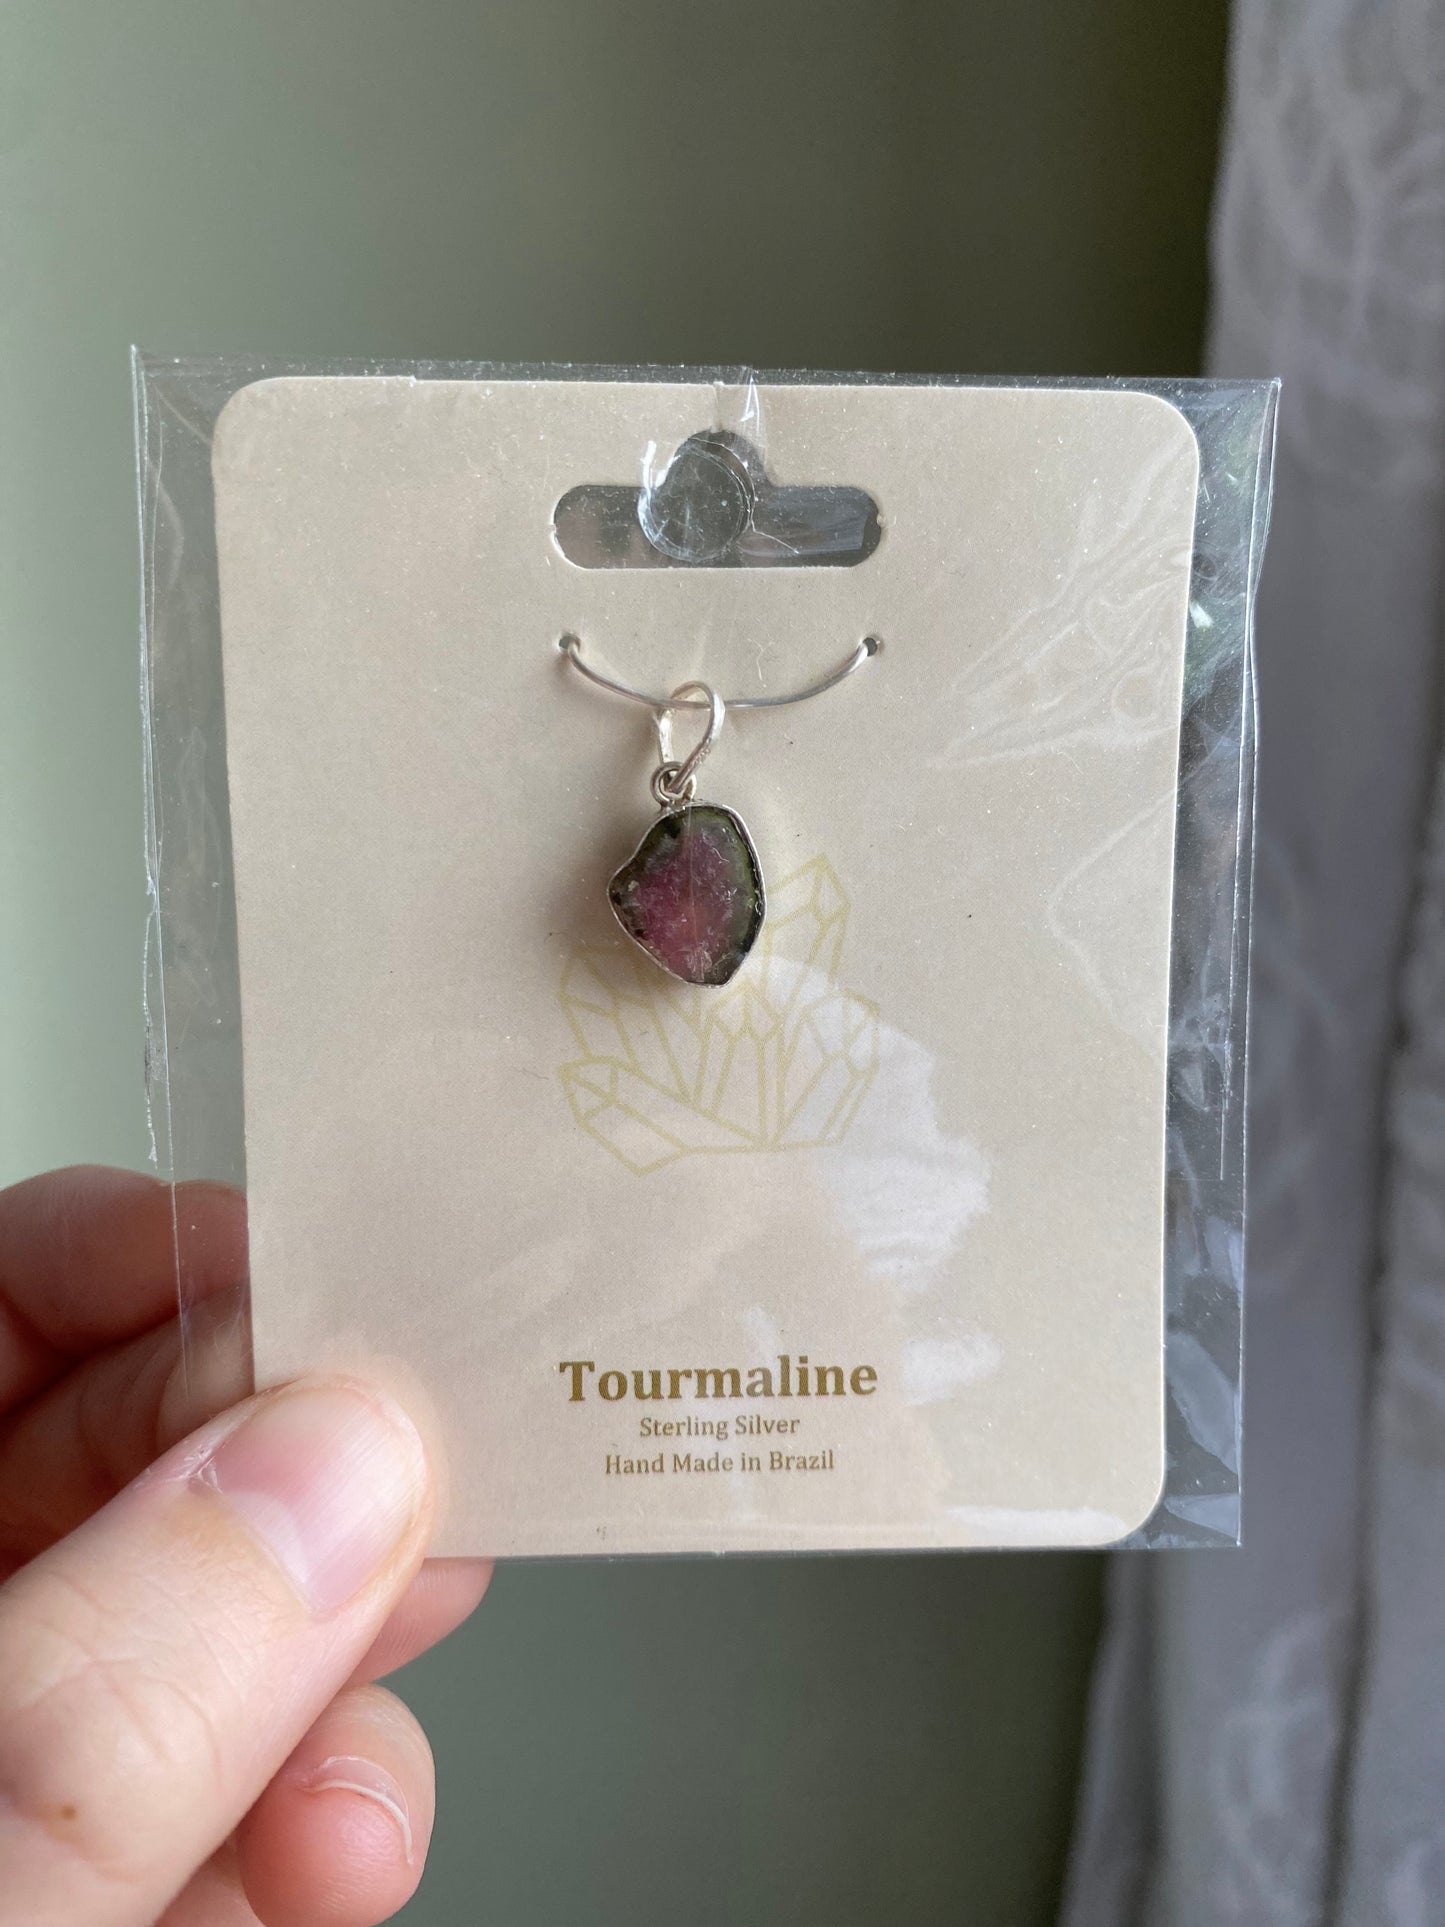 Tourmaline
Sterling Silver
Hand Made in Brazil